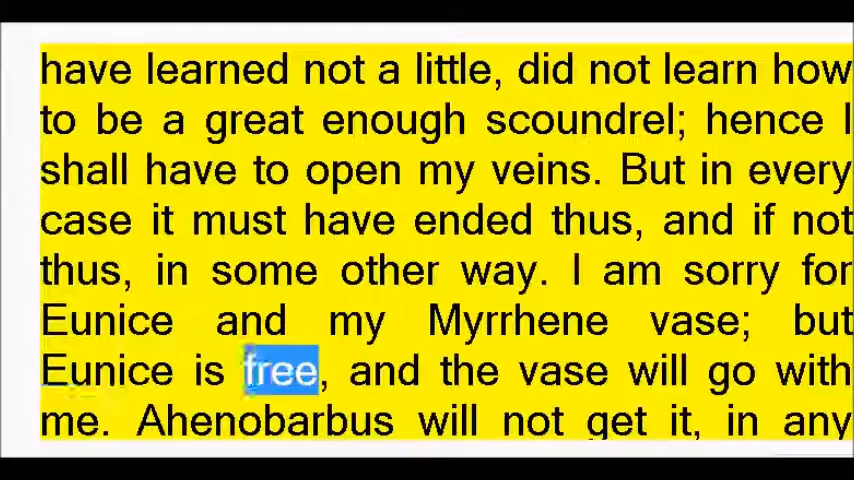 have learned not a little, did not learn how
to be a great enough scoundrel; hence I
shall have to open my veins. But in every
case it must have ended thus, and if not
thus, in some other way. I am sorry for
Eunice and my Myrrhene vase; but
Eunice is free, and the vase will go with
me. Ahenobarbus will not get it, in any